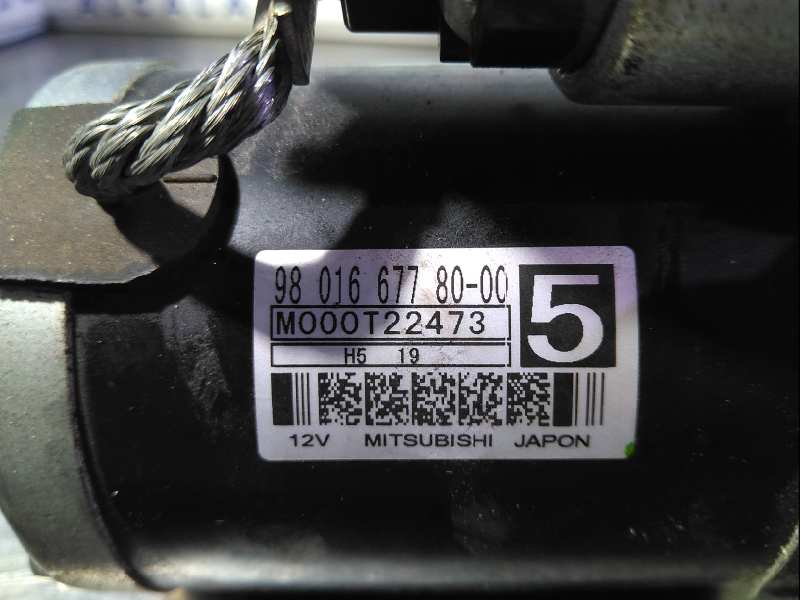 98 016 677 80-00
M000T22473
5
H5 19
12V MITSUBISHI JAPON